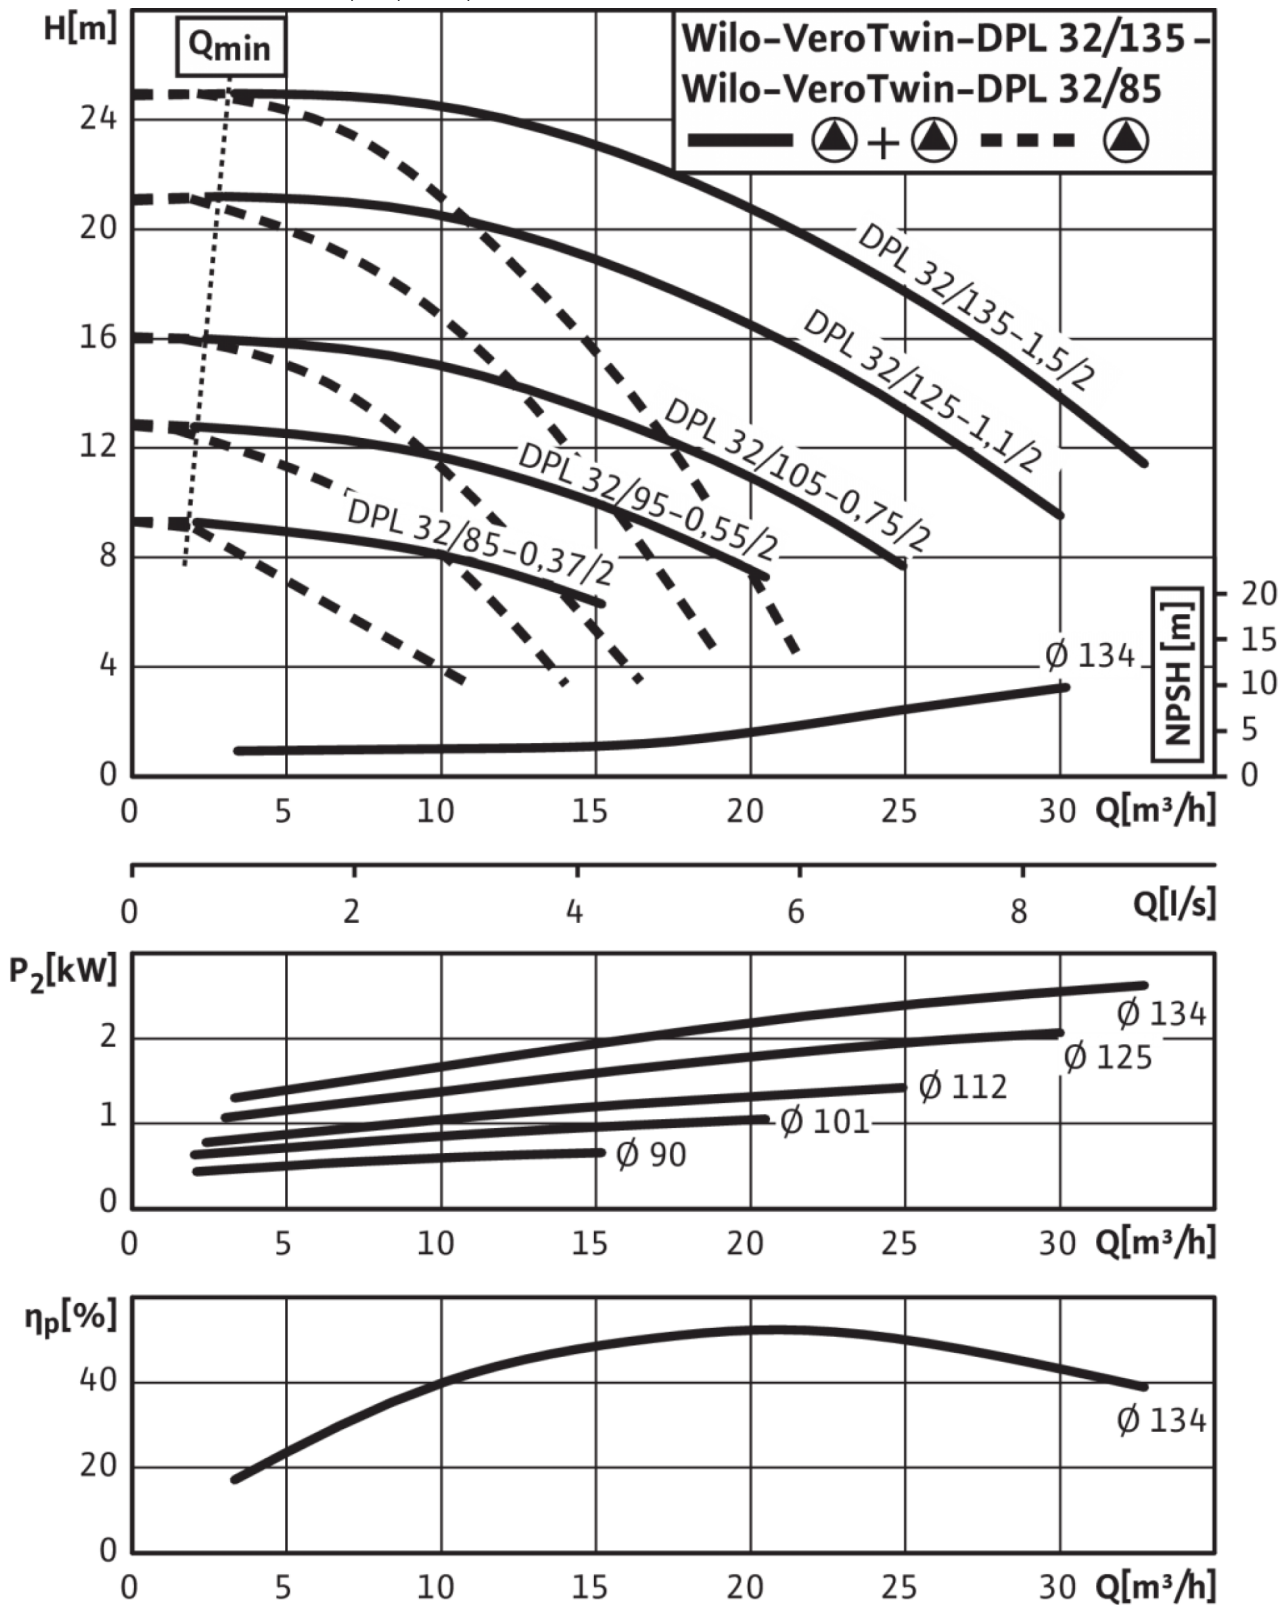 H[m]
Qmin
Wilo-VeroTwin-DPL 32/135 -
Wilo-VeroTwin-DPL 32/85
+
24
20
16
12
8
4
0
DPL 32/135-1,5/2
DPL 32/125-1,1/2
DPL 32/105-0,75/2
DPL 32/95-0,55/2
DPL 32/85-0,37/2
Ø 134
NPSH [m]
20
15
10
5
0
0 5 10 15 20 25 30 Q[m³/h]
0 2 4 6 8 Q[l/s]
P₂[kW]
2
1
0
Ø 134
Ø 125
Ø 112
Ø 101
Ø 90
0 5 10 15 20 25 30 Q[m³/h]
ηp[%]
40
20
0
Ø 134
0 5 10 15 20 25 30 Q[m³/h]